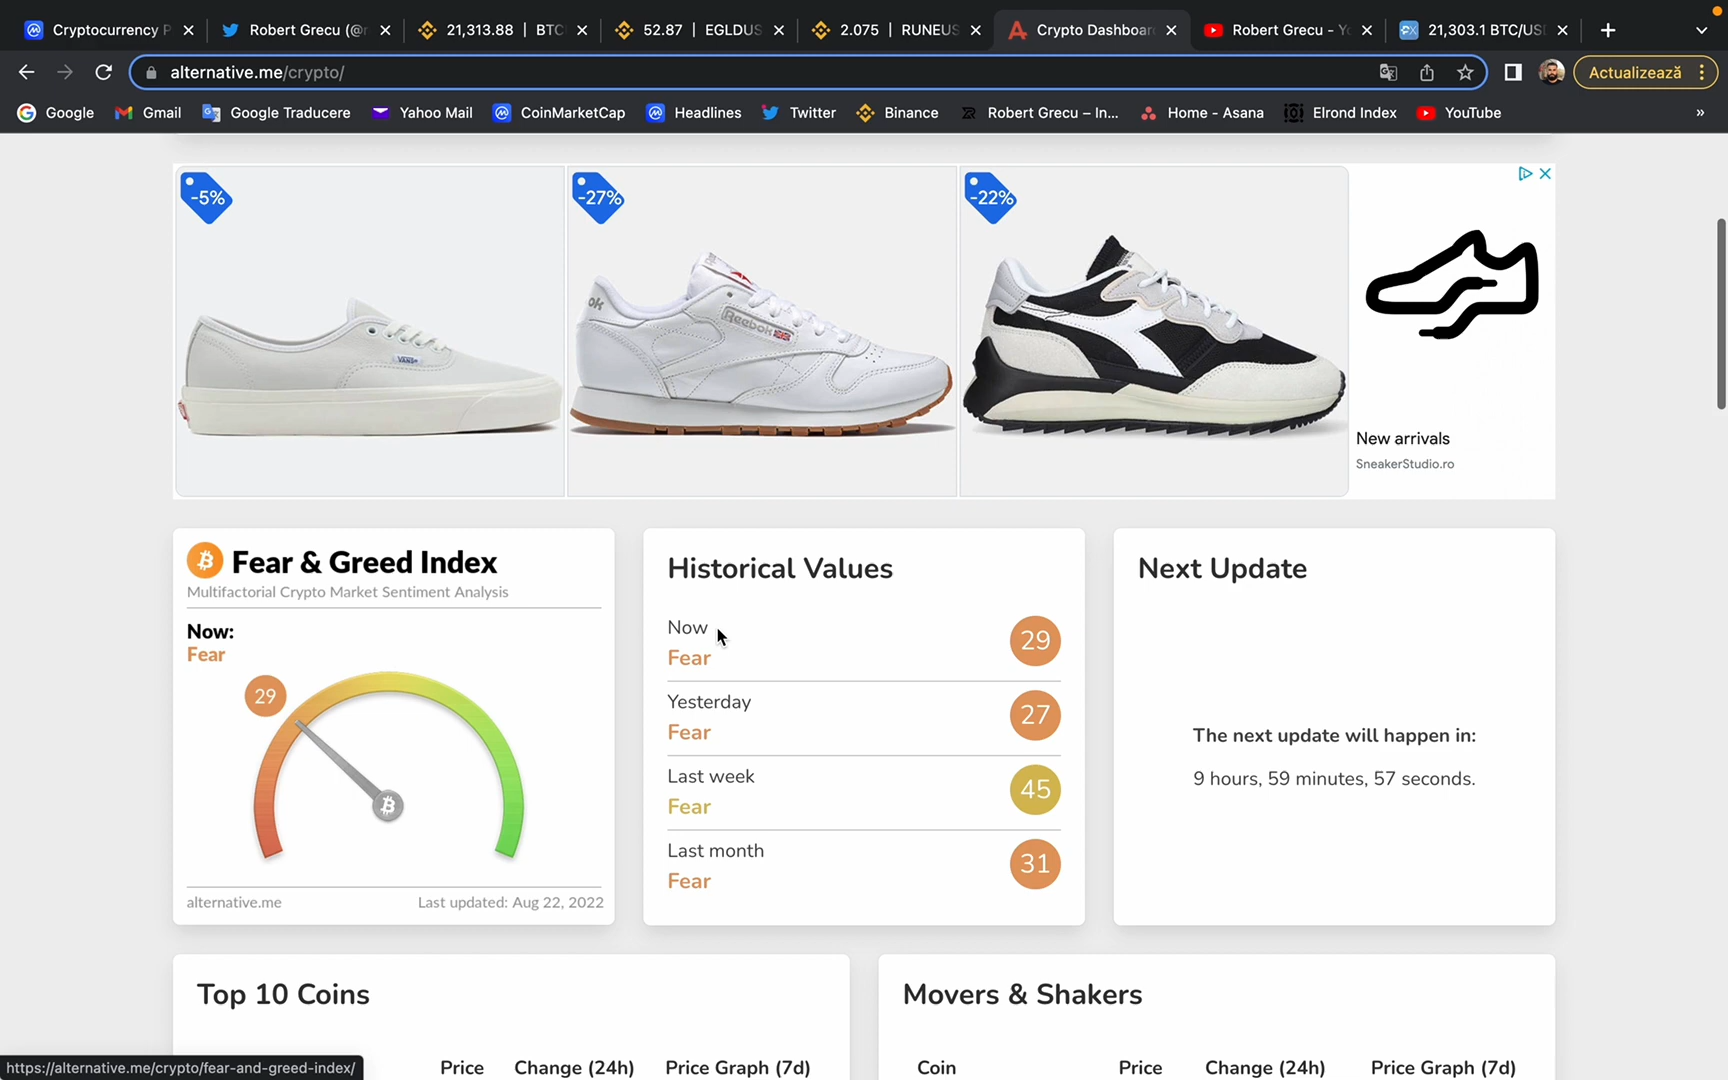 Cryptocurrency P
Robert Grecu (@r
21,313.88 | BTC
52.87 | EGLDUS
2.075 | RUNEUS
Crypto Dashboar
Robert Grecu - Yo
21,303.1 BTC/USD
alternative.me/crypto/
Actualizează
Google
Gmail
Google Traducere
Yahoo Mail
CoinMarketCap
Headlines
Twitter
Binance
Robert Grecu – In...
Home - Asana
Elrond Index
YouTube
»
-5%
-27%
-22%
VANS
Reebok
New arrivals
SneakerStudio.ro
Fear & Greed Index
Multifactorial Crypto Market Sentiment Analysis
Now:
Fear
29
alternative.me
Last updated: Aug 22, 2022
Historical Values
Now
Fear
29
Yesterday
Fear
27
Last week
Fear
45
Last month
Fear
31
Next Update
The next update will happen in:
9 hours, 59 minutes, 57 seconds.
Top 10 Coins
Price Change (24h) Price Graph (7d)
Movers & Shakers
Coin Price Change (24h) Price Graph (7d)
https://alternative.me/crypto/fear-and-greed-index/